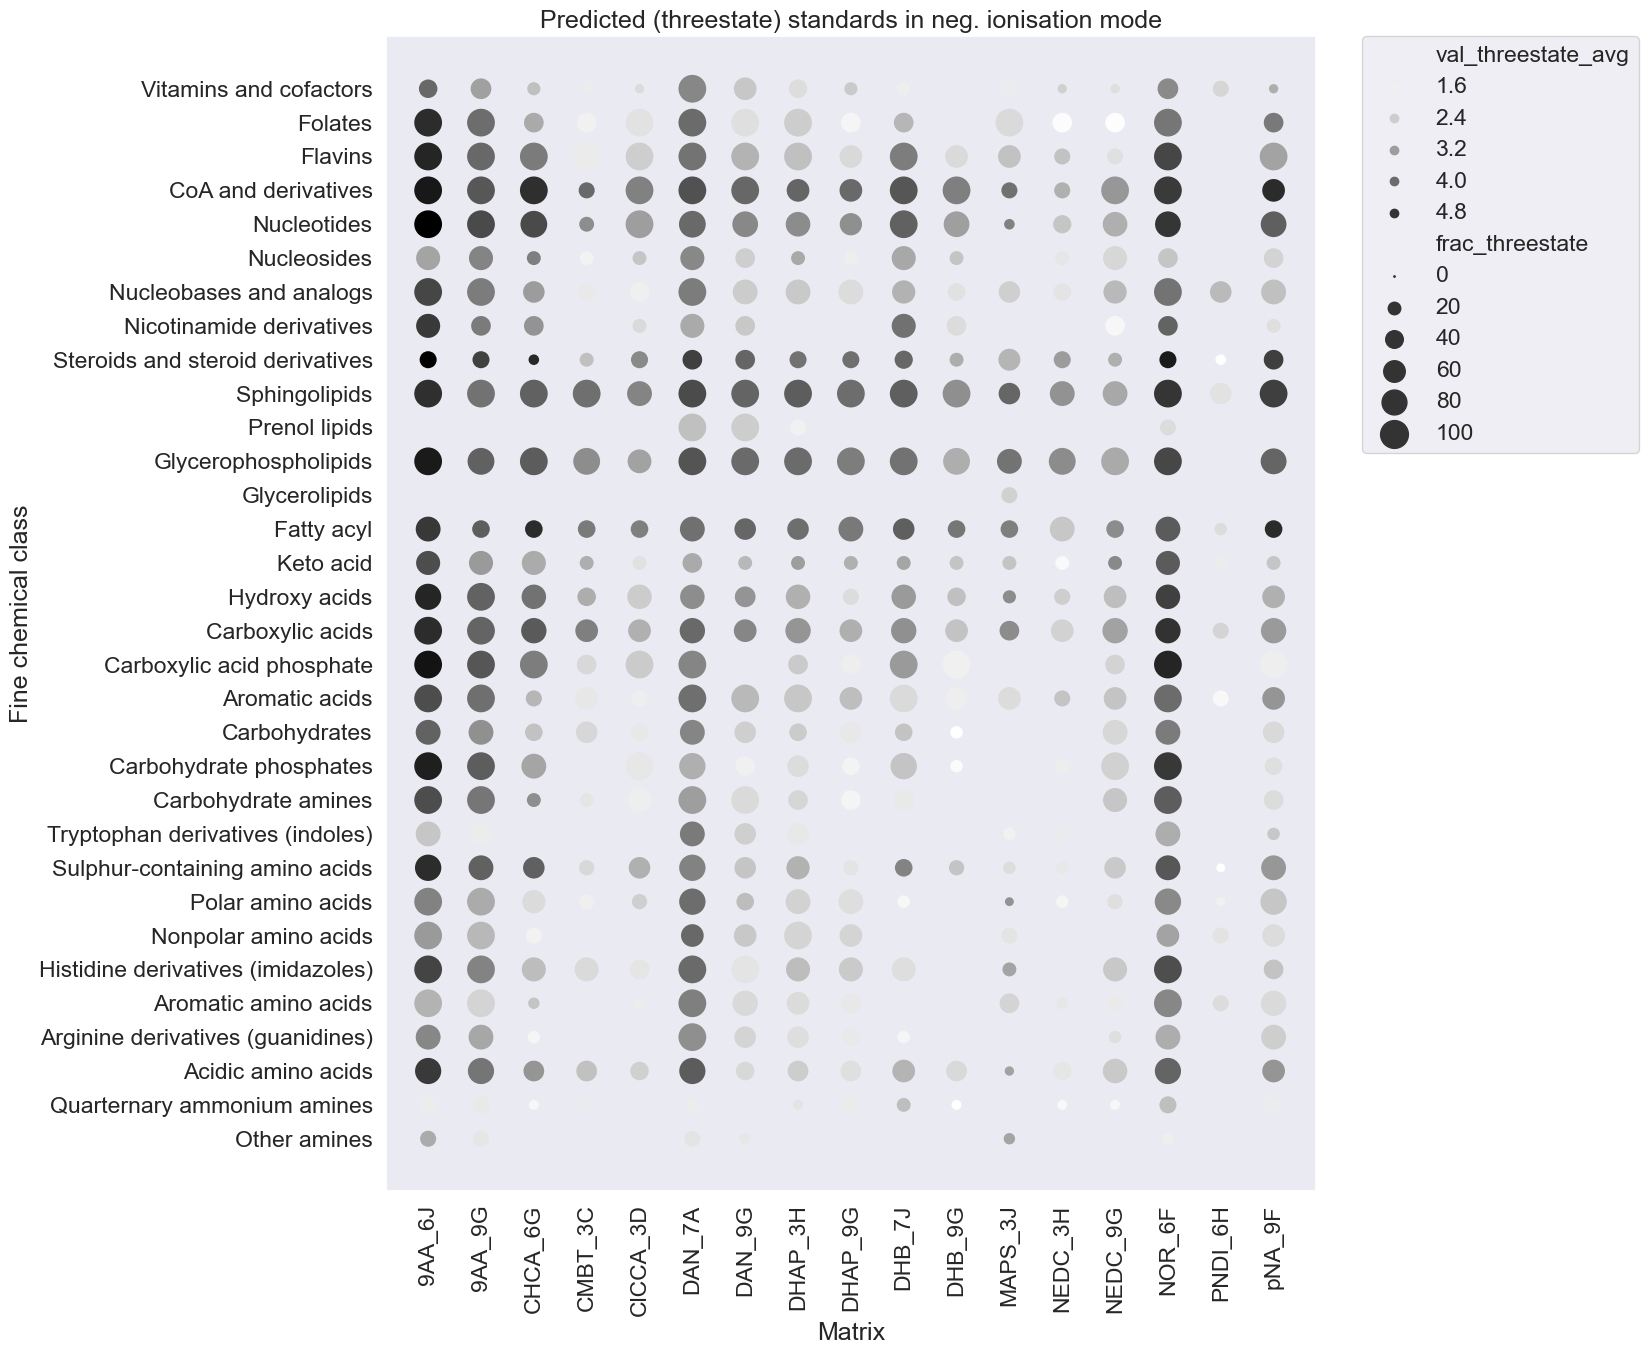 Predicted (threestate) standards in neg. ionisation mode
Vitamins and cofactors
Folates
Flavins
CoA and derivatives
Nucleotides
Nucleosides
Nucleobases and analogs
Nicotinamide derivatives
Steroids and steroid derivatives
Sphingolipids
Prenol lipids
Glycerophospholipids
Glycerolipids
Fatty acyl
Keto acid
Hydroxy acids
Carboxylic acids
Carboxylic acid phosphate
Aromatic acids
Carbohydrates
Carbohydrate phosphates
Carbohydrate amines
Tryptophan derivatives (indoles)
Sulphur-containing amino acids
Polar amino acids
Nonpolar amino acids
Histidine derivatives (imidazoles)
Aromatic amino acids
Arginine derivatives (guanidines)
Acidic amino acids
Quarternary ammonium amines
Other amines
Fine chemical class
9AA_6J
9AA_9G
CHCA_6G
CMBT_3C
ClCCA_3D
DAN_7A
DAN_9G
DHAP_3H
DHAP_9G
DHB_7J
DHB_9G
MAPS_3J
NEDC_3H
NEDC_9G
NOR_6F
PNDI_6H
pNA_9F
Matrix
val_threestate_avg
1.6
2.4
3.2
4.0
4.8
frac_threestate
0
20
40
60
80
100